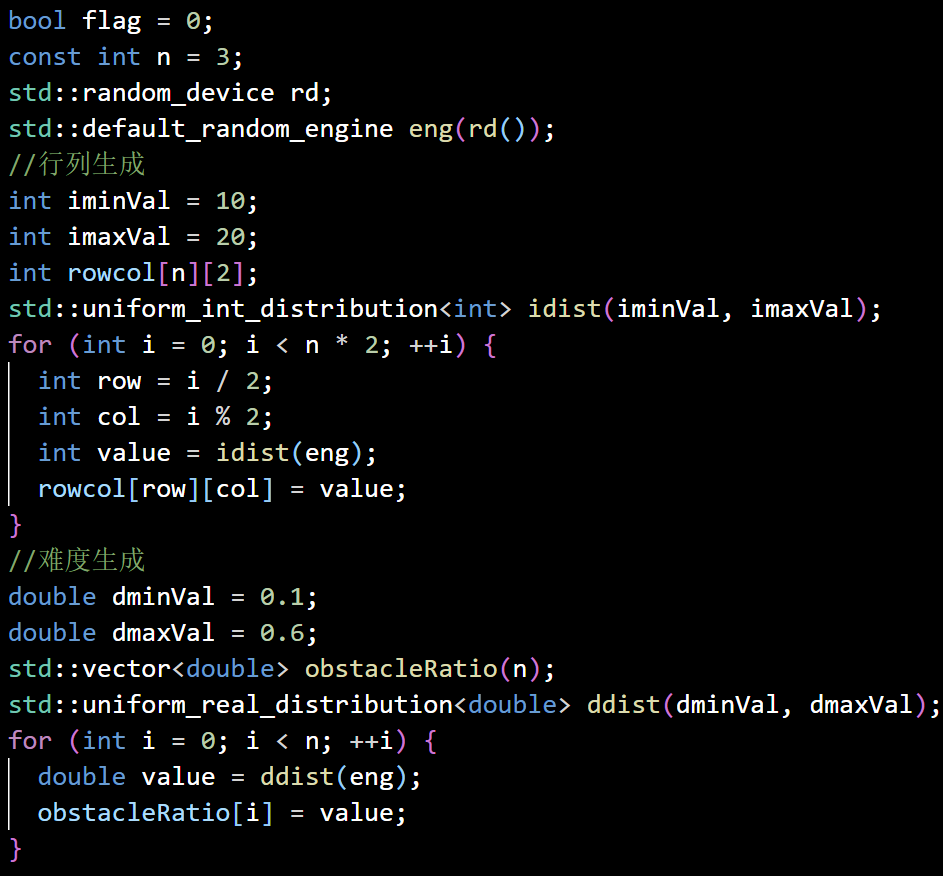 bool flag = 0;
const int n = 3;
std::random_device rd;
std::default_random_engine eng(rd());
//行列生成
int iminVal = 10;
int imaxVal = 20;
int rowcol[n][2];
std::uniform_int_distribution<int> idist(iminVal, imaxVal);
for (int i = 0; i < n * 2; ++i) {
  int row = i / 2;
  int col = i % 2;
  int value = idist(eng);
  rowcol[row][col] = value;
}
//难度生成
double dminVal = 0.1;
double dmaxVal = 0.6;
std::vector<double> obstacleRatio(n);
std::uniform_real_distribution<double> ddist(dminVal, dmaxVal);
for (int i = 0; i < n; ++i) {
  double value = ddist(eng);
  obstacleRatio[i] = value;
}